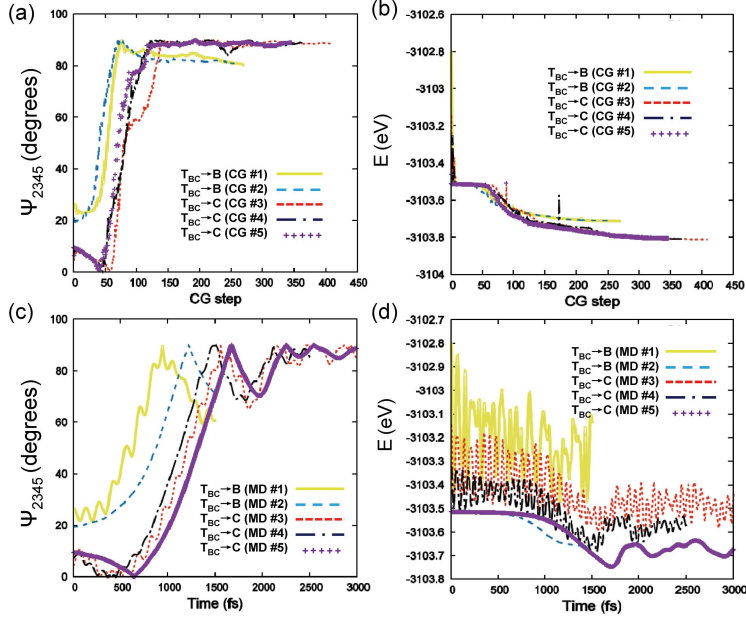 (a)
Ψ2345 (degrees)
100
80
60
40
20
0
TBC→B (CG #1)
TBC→B (CG #2)
TBC→C (CG #3)
TBC→C (CG #4)
TBC→C (CG #5)
0 50 100 150 200 250 300 350 400 450
CG step
(b)
E (eV)
-3102.6
-3102.8
-3103
-3103.2
-3103.4
-3103.6
-3103.8
-3104
TBC→B (CG #1)
TBC→B (CG #2)
TBC→C (CG #3)
TBC→C (CG #4)
TBC→C (CG #5)
0 50 100 150 200 250 300 350 400 450
CG step
(c)
Ψ2345 (degrees)
100
80
60
40
20
0
TBC→B (MD #1)
TBC→B (MD #2)
TBC→C (MD #3)
TBC→C (MD #4)
TBC→C (MD #5)
0 500 1000 1500 2000 2500 3000
Time (fs)
(d)
E (eV)
-3102.7
-3102.8
-3102.9
-3103
-3103.1
-3103.2
-3103.3
-3103.4
-3103.5
-3103.6
-3103.7
-3103.8
TBC→B (MD #1)
TBC→B (MD #2)
TBC→C (MD #3)
TBC→C (MD #4)
TBC→C (MD #5)
0 500 1000 1500 2000 2500 3000
Time (fs)